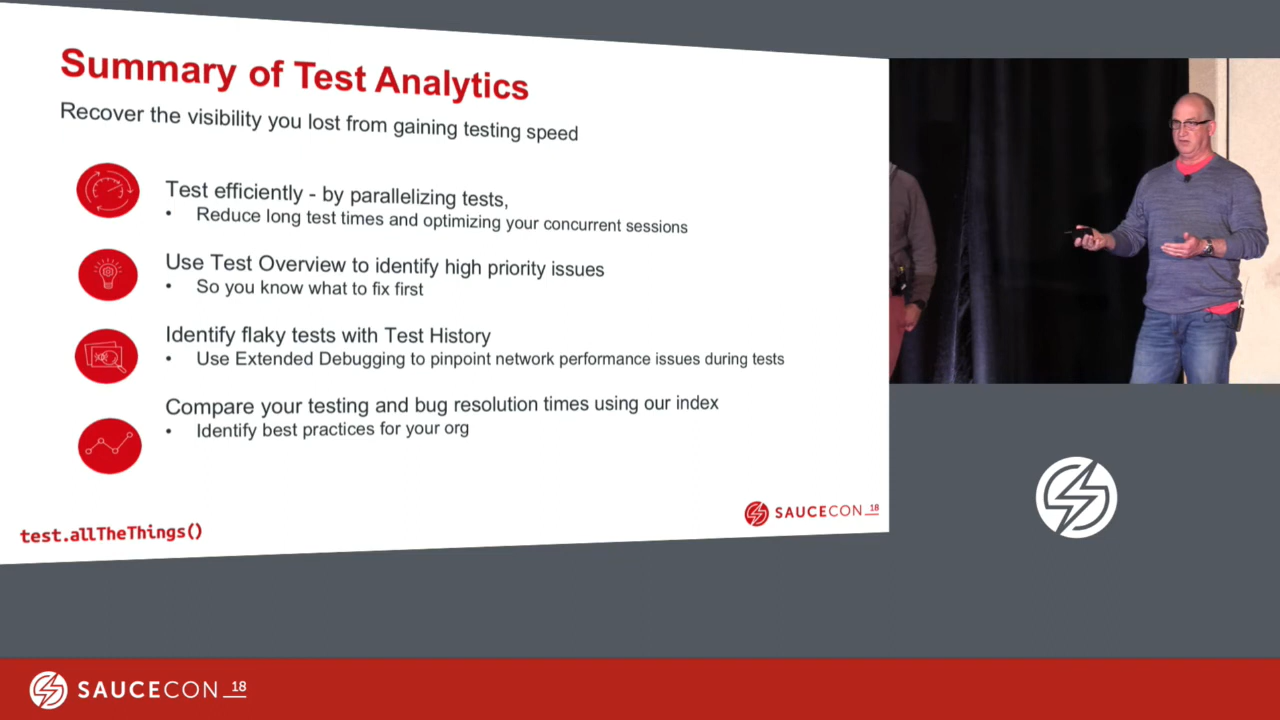 Summary of Test Analytics
Recover the visibility you lost from gaining testing speed
Test efficiently - by parallelizing tests,
• Reduce long test times and optimizing your concurrent sessions
Use Test Overview to identify high priority issues
• So you know what to fix first
Identify flaky tests with Test History
• Use Extended Debugging to pinpoint network performance issues during tests
Compare your testing and bug resolution times using our index
• Identify best practices for your org
test.allTheThings()
SAUCECON_18
SAUCECON_18